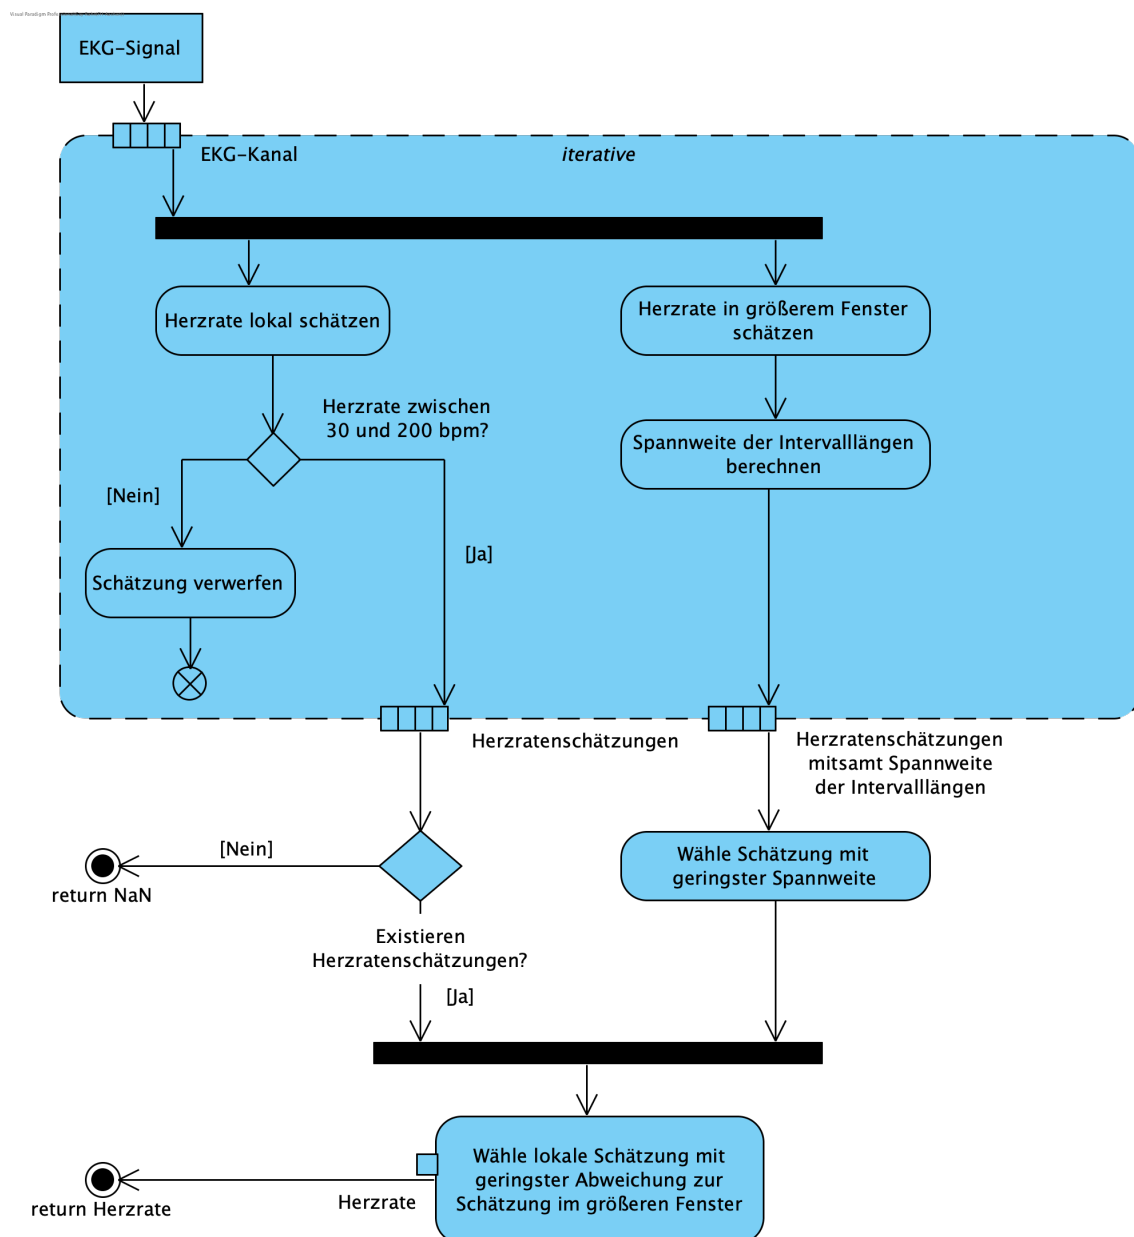 EKG-Signal
EKG-Kanal
iterative
Herzrate lokal schätzen
Herzrate in größerem Fenster
schätzen
Herzrate zwischen
30 und 200 bpm?
Spannweite der Intervalllängen
berechnen
[Nein]
[Ja]
Schätzung verwerfen
Herzratenschätzungen
Herzratenschätzungen
mitsamt Spannweite
der Intervalllängen
[Nein]
return NaN
Wähle Schätzung mit
geringster Spannweite
Existieren
Herzratenschätzungen?
[Ja]
Wähle lokale Schätzung mit
geringster Abweichung zur
Schätzung im größeren Fenster
Herzrate
return Herzrate